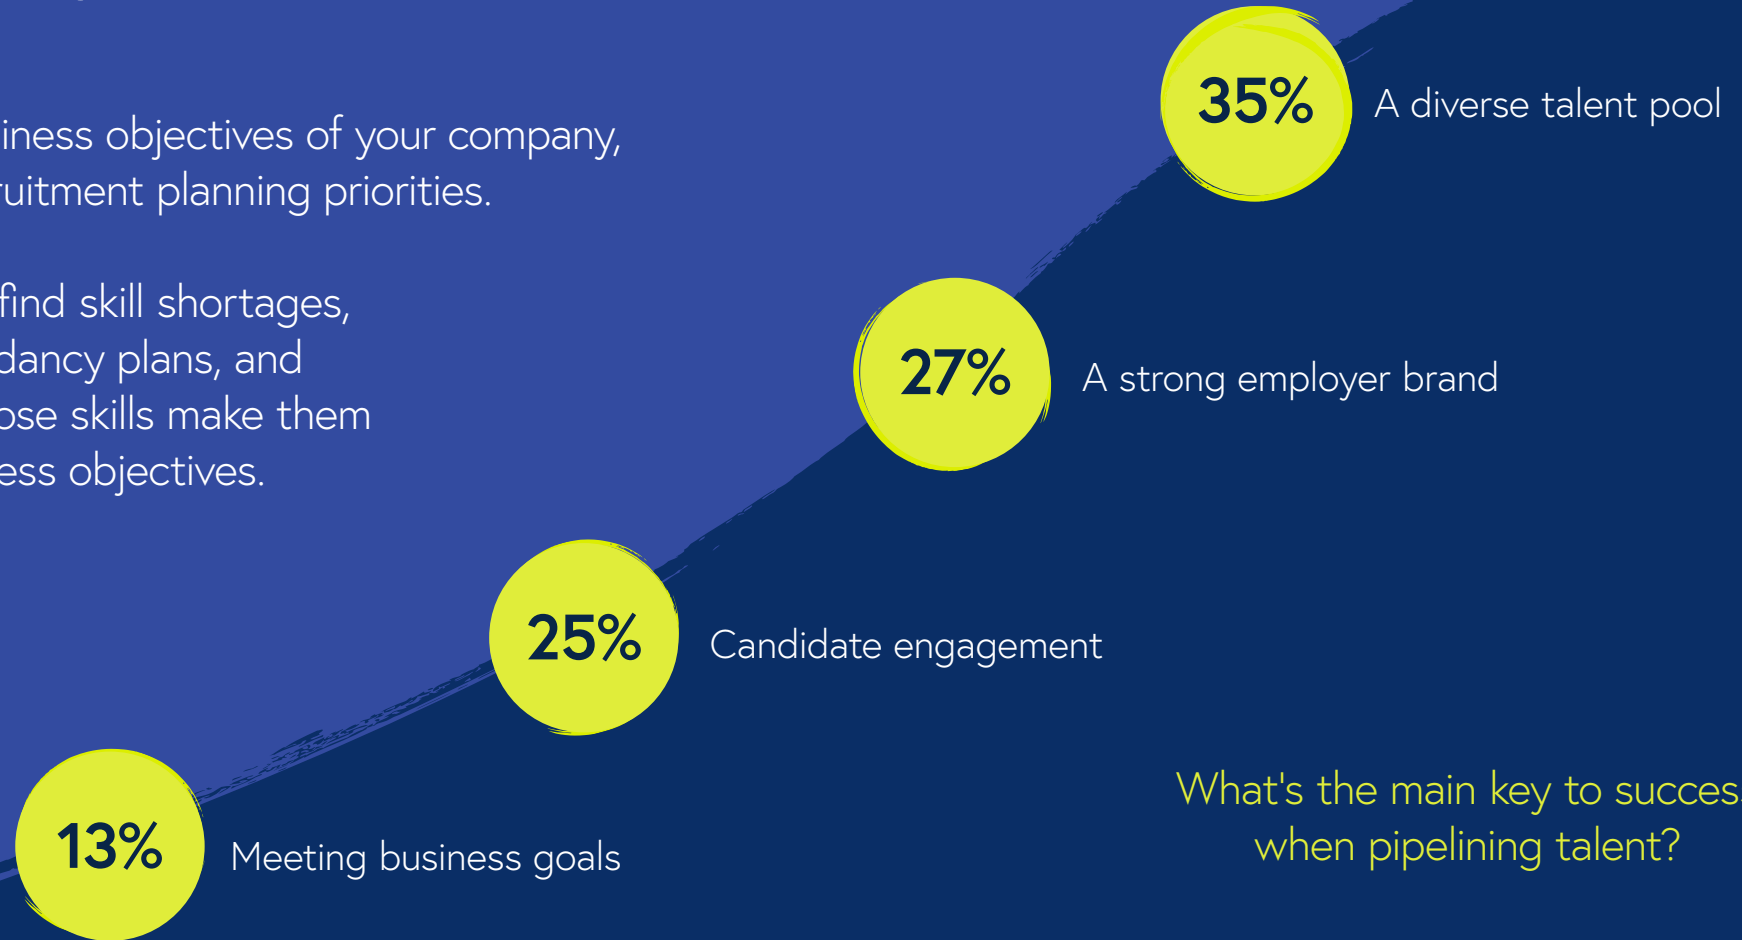 iness objectives of your company,
ruitment planning priorities.
find skill shortages,
dancy plans, and
ose skills make them
ess objectives.
35%
A diverse talent pool
27%
A strong employer brand
25%
Candidate engagement
13%
Meeting business goals
What's the main key to succes
when pipelining talent?